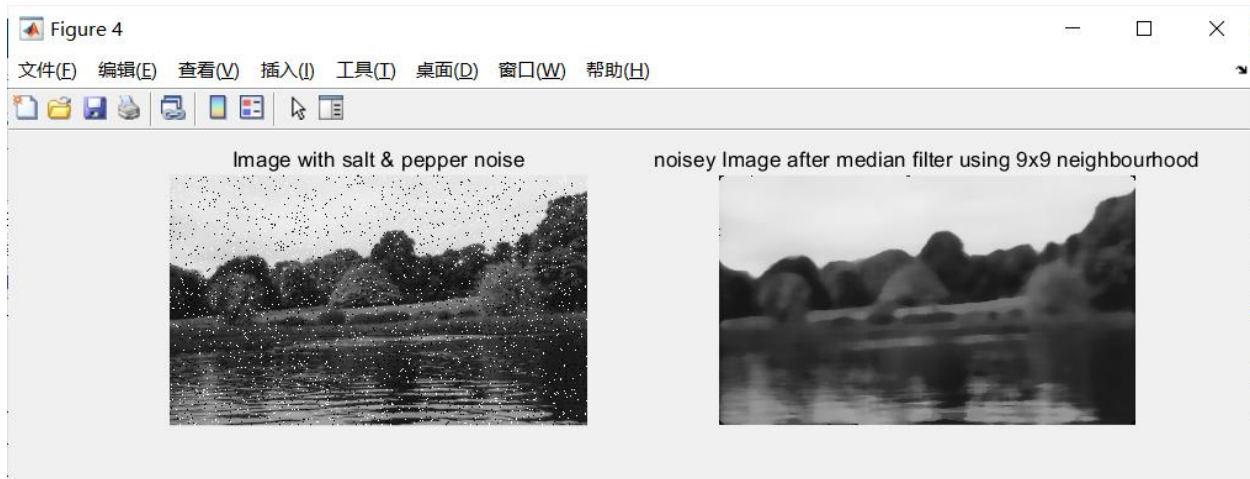 Figure 4
文件(F) 编辑(E) 查看(V) 插入(I) 工具(T) 桌面(D) 窗口(W) 帮助(H)
Image with salt & pepper noise
noisey Image after median filter using 9x9 neighbourhood